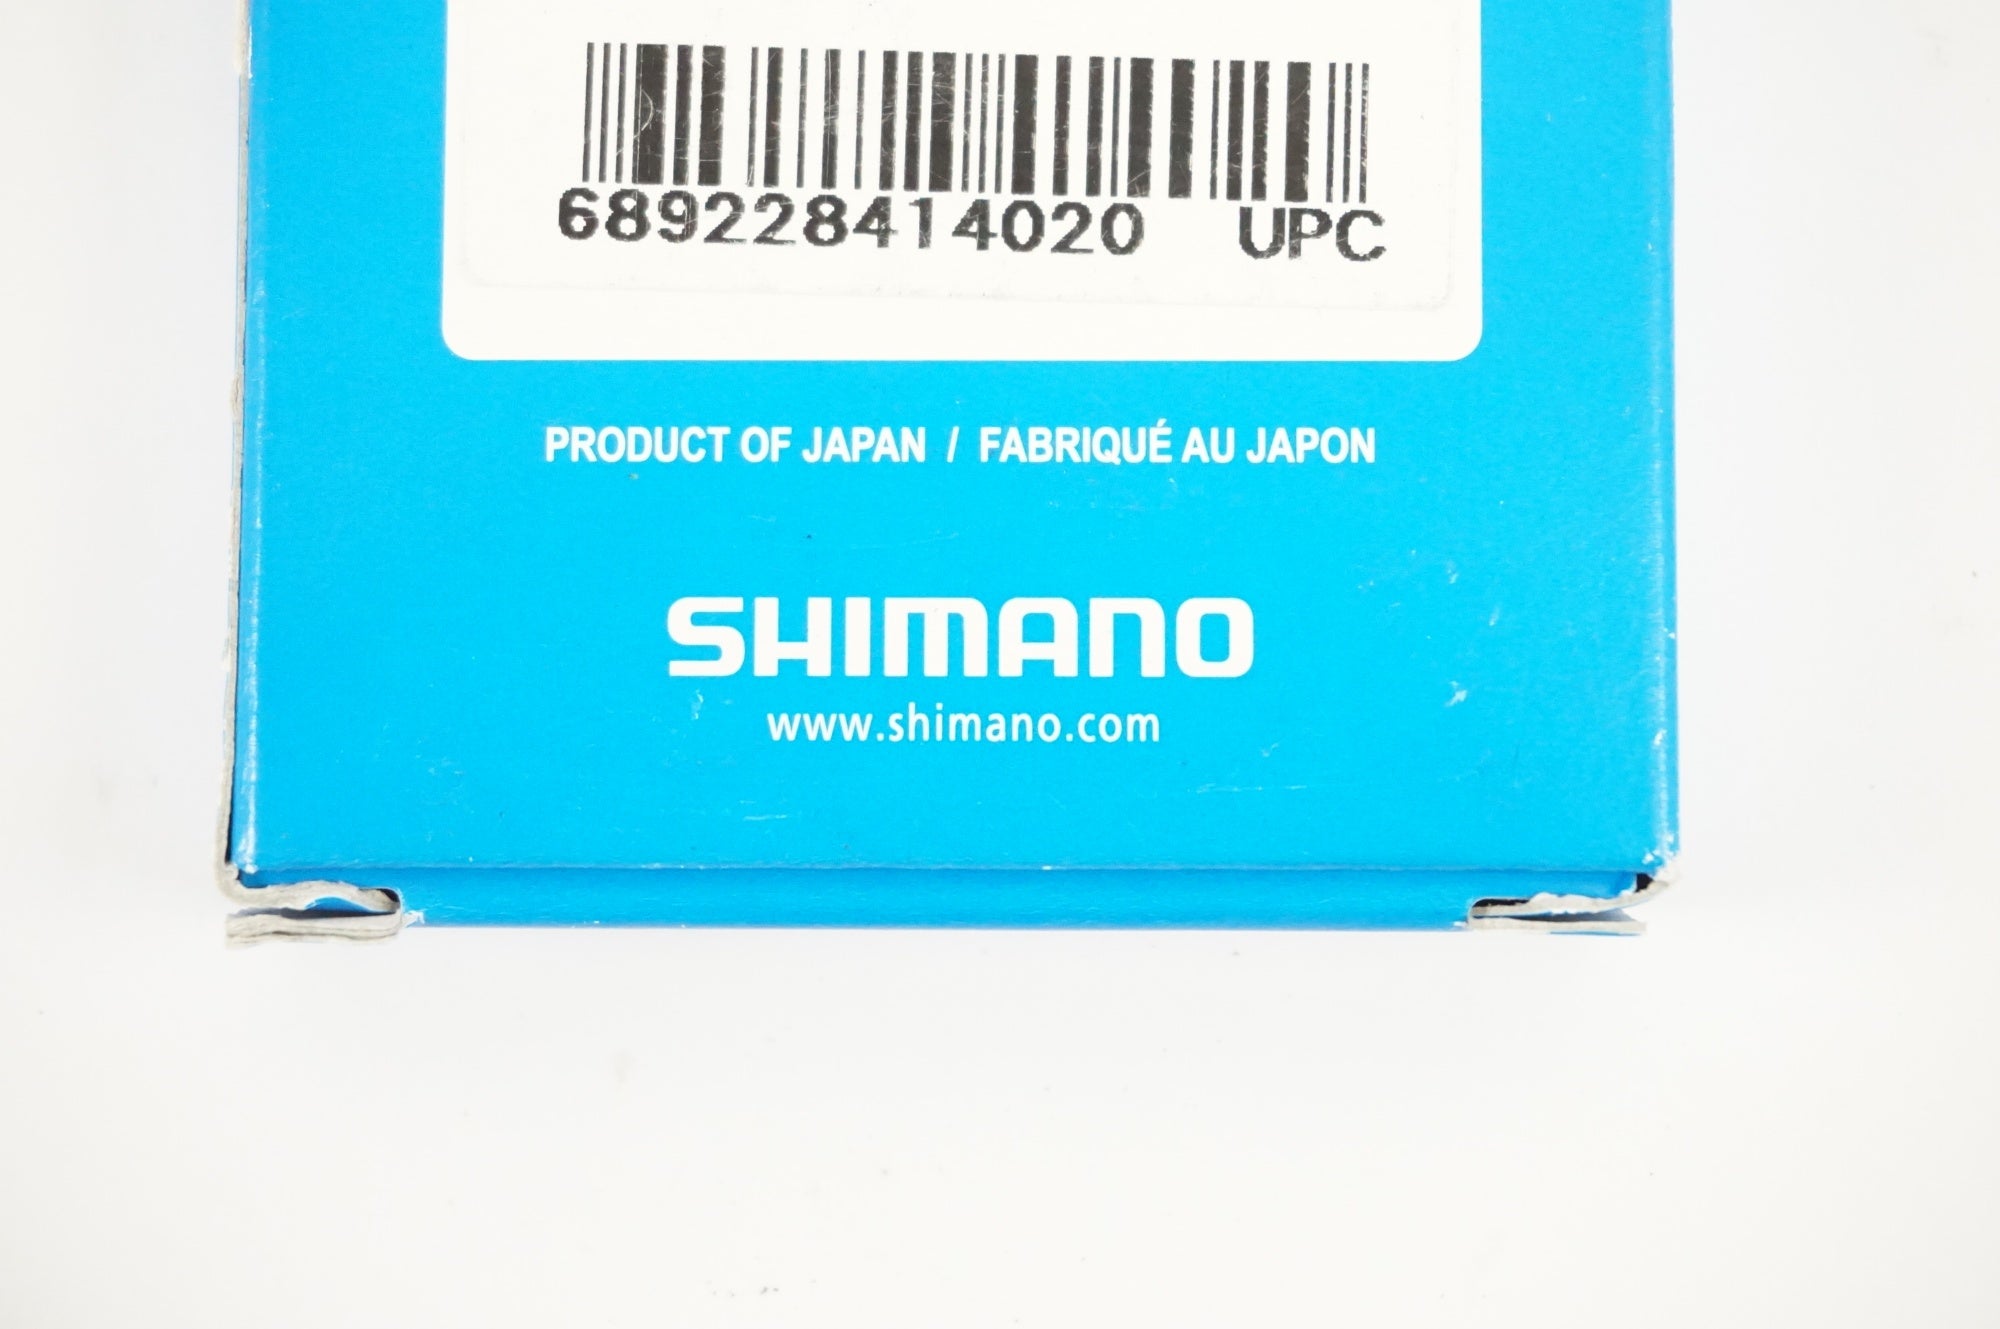 689228414020 UPC
PRODUCT OF JAPAN / FABRIQUÉ AU JAPON
SHIMANO
www.shimano.com